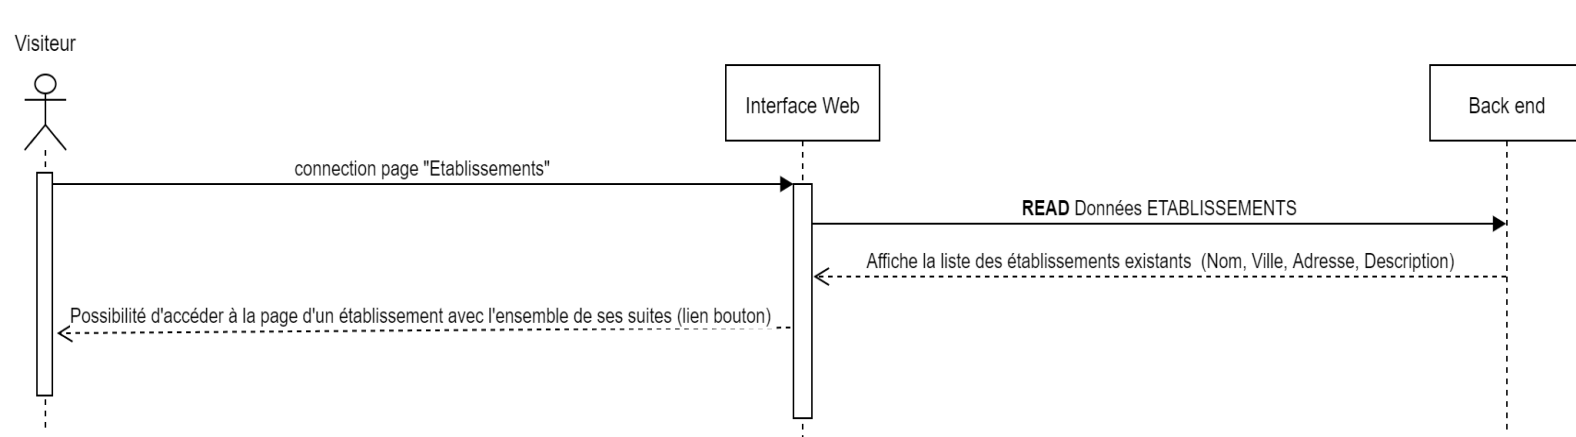 Visiteur
Interface Web
Back end
connection page "Etablissements"
READ Données ETABLISSEMENTS
Affiche la liste des établissements existants (Nom, Ville, Adresse, Description)
Possibilité d'accéder à la page d'un établissement avec l'ensemble de ses suites (lien bouton)